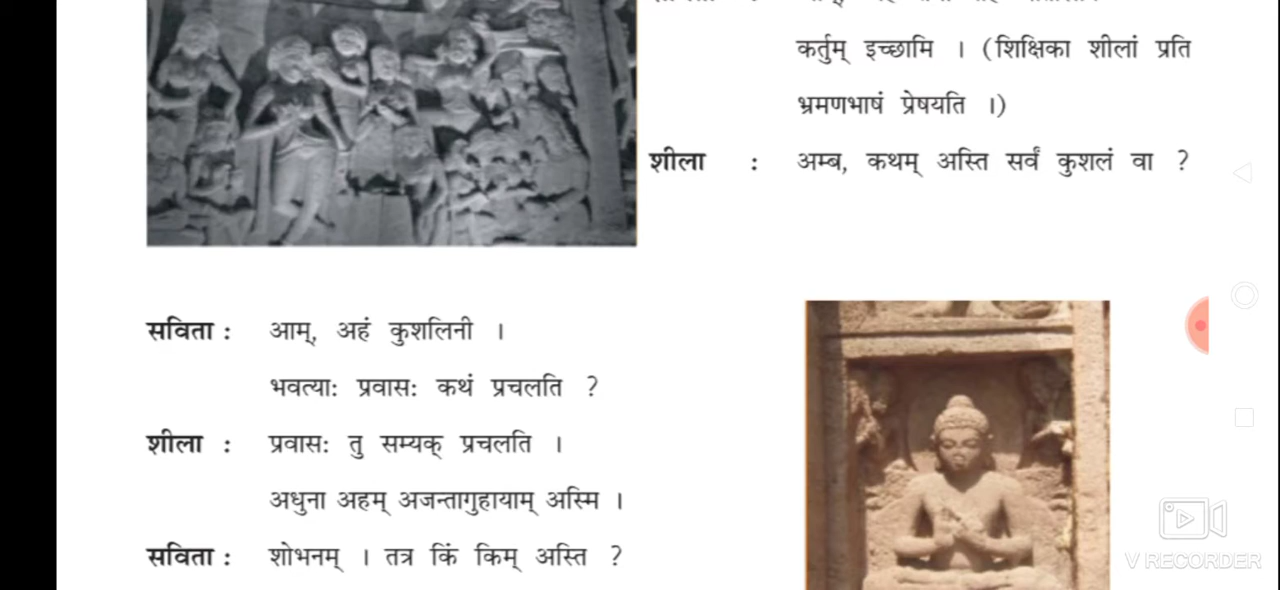 कर्तुम् इच्छामि । (शिक्षिका शीलां प्रति
भ्रमणभाषं प्रेषयति ।)
शीला : अम्ब, कथम् अस्ति सर्वं कुशलं वा ?
सविता : आम्, अहं कुशलिनी ।
भवत्याः प्रवासः कथं प्रचलति ?
शीला : प्रवासः तु सम्यक् प्रचलति ।
अधुना अहम् अजन्तागुहायाम् अस्मि ।
सविता : शोभनम् । तत्र किं किम् अस्ति ?
V RECORDER